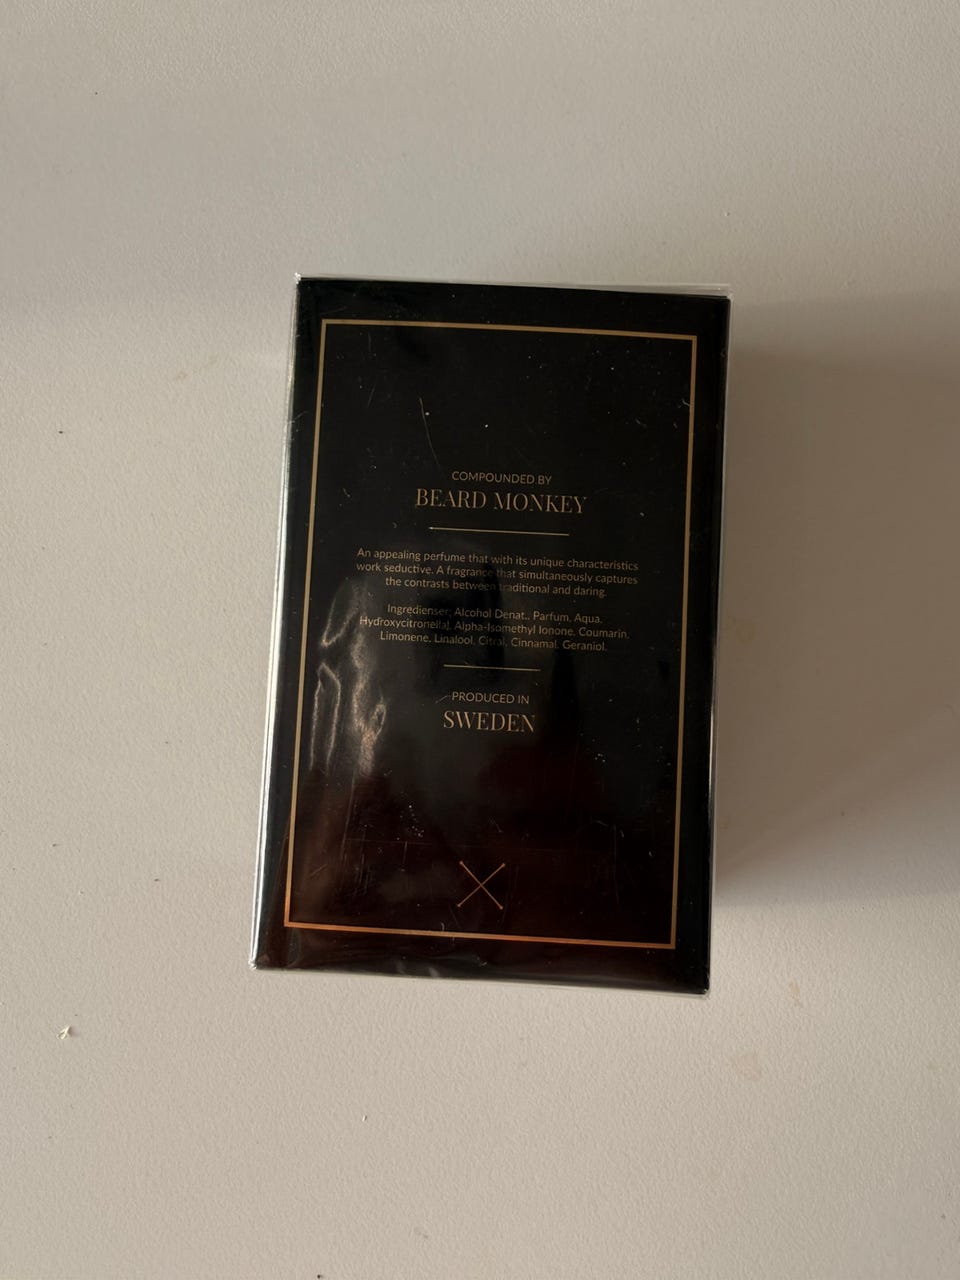 COMPOUNDED BY
BEARD MONKEY
An appealing perfume that with its unique characteristics
work seductive. A fragrance that simultaneously captures
the contrasts between traditional and daring.
Ingredienser: Alcohol Denat., Parfum, Aqua,
Hydroxycitronellal, Alpha-Isomethyl Ionone, Coumarin,
Limonene, Linalool, Citral, Cinnamal, Geraniol.
PRODUCED IN
SWEDEN